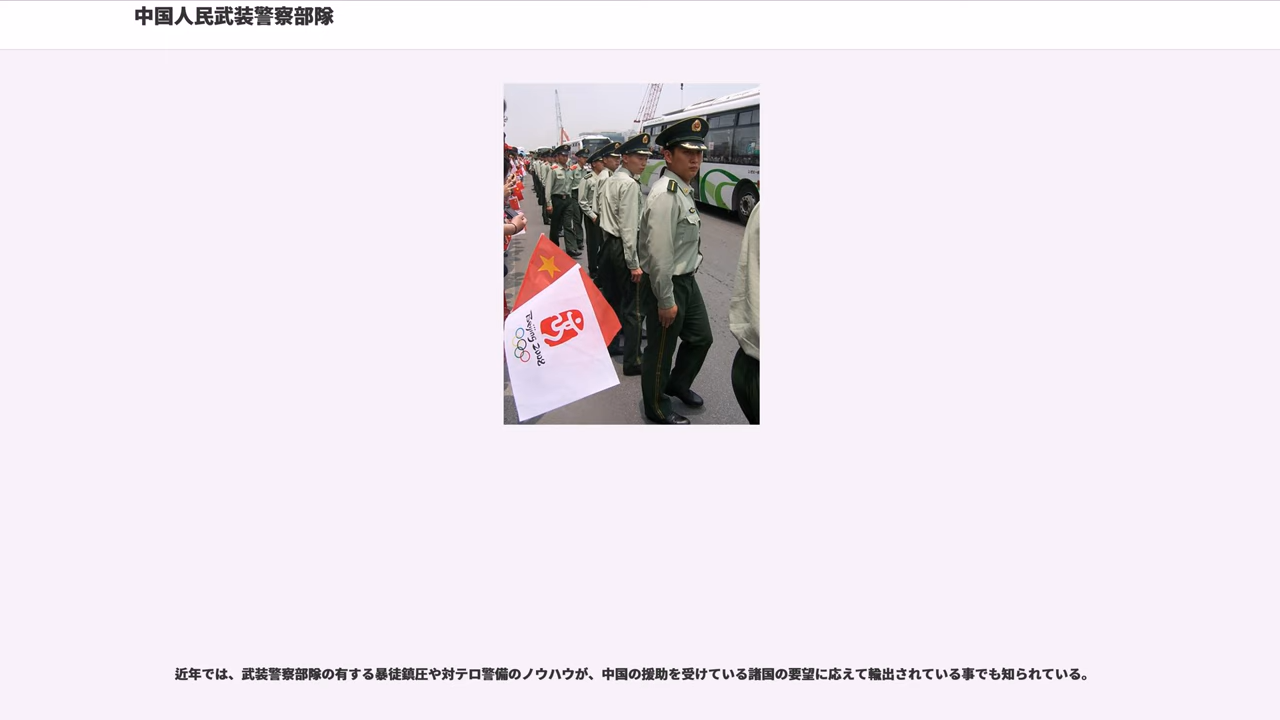 中国人民武装警察部隊
Beijing 2008
近年では、武装警察部隊の有する暴徒鎮圧や対テロ警備のノウハウが、中国の援助を受けている諸国の要望に応えて輸出されている事でも知られている。